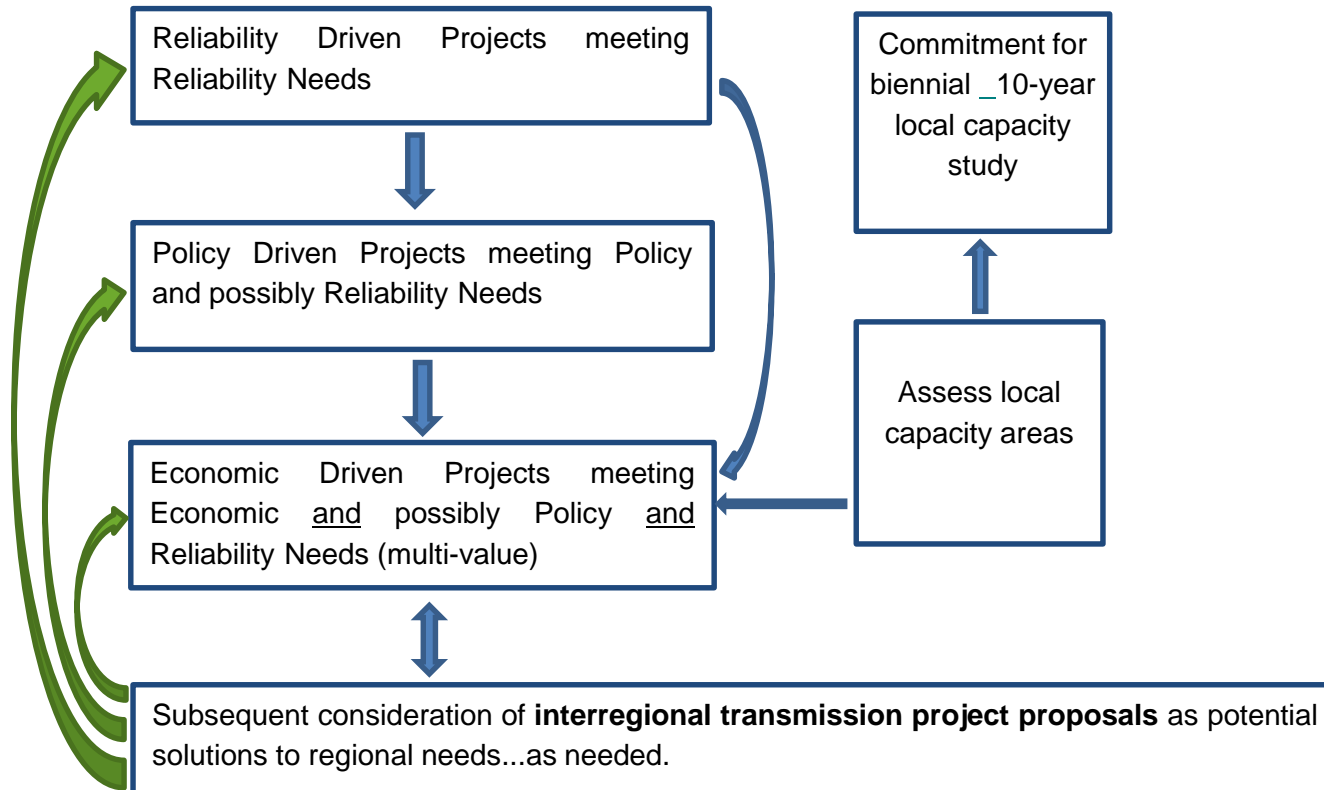 Reliability Driven Projects meeting
Reliability Needs
Commitment for
biennial _10-year
local capacity
study
Policy Driven Projects meeting Policy
and possibly Reliability Needs
Assess local
capacity areas
Economic Driven Projects meeting
Economic and possibly Policy and
Reliability Needs (multi-value)
Subsequent consideration of interregional transmission project proposals as potential
solutions to regional needs...as needed.